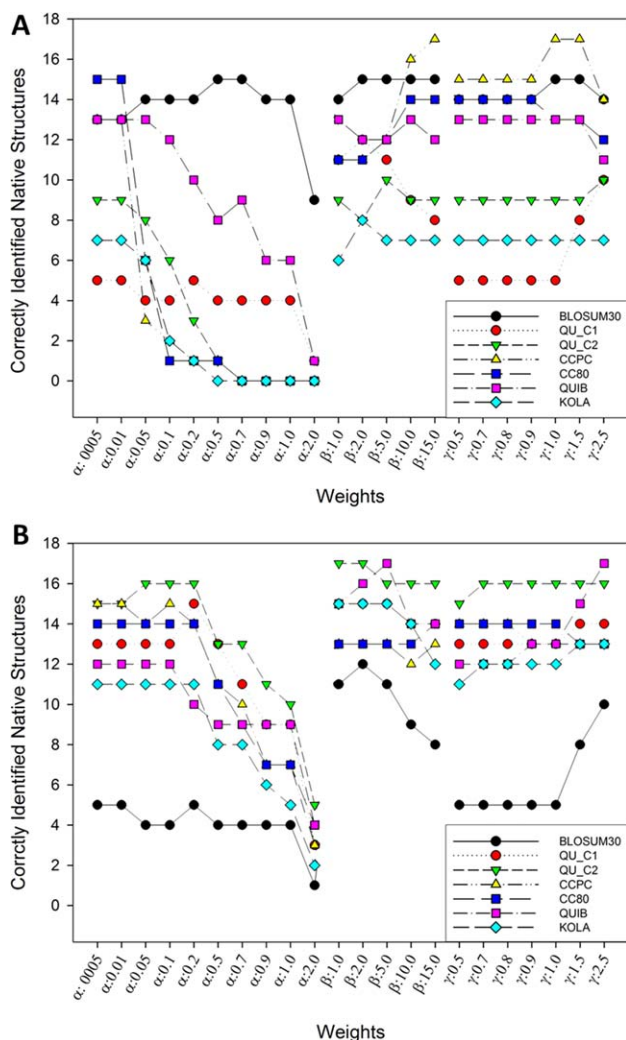 A
18
16
14
12
10
8
6
4
2
0
Correctly Identified Native Structures
BLOSUM30
QU_C1
QU_C2
CCPC
CC80
QUIB
KOLA
α: 0005
α:0.01
α:0.05
α:0.1
α:0.2
α:0.5
α:0.7
α:0.9
α:1.0
α:2.0
β:1.0
β:2.0
β:5.0
β:10.0
β:15.0
γ:0.5
γ:0.7
γ:0.8
γ:0.9
γ:1.0
γ:1.5
γ:2.5
Weights
B
18
16
14
12
10
8
6
4
2
0
Corrctly Identified Native Structures
BLOSUM30
QU_C1
QU_C2
CCPC
CC80
QUIB
KOLA
α: 0005
α:0.01
α:0.05
α:0.1
α:0.2
α:0.5
α:0.7
α:0.9
α:1.0
α:2.0
β:1.0
β:2.0
β:5.0
β:10.0
β:15.0
γ:0.5
γ:0.7
γ:0.8
γ:0.9
γ:1.0
γ:1.5
γ:2.5
Weights